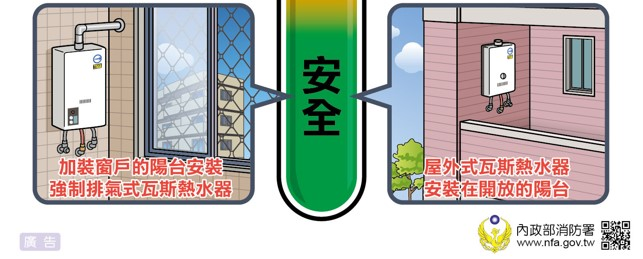 安全
加裝窗戶的陽台安裝
強制排氣式瓦斯熱水器
屋外式瓦斯熱水器
安裝在開放的陽台
廣告
內政部消防署
www.nfa.gov.tw